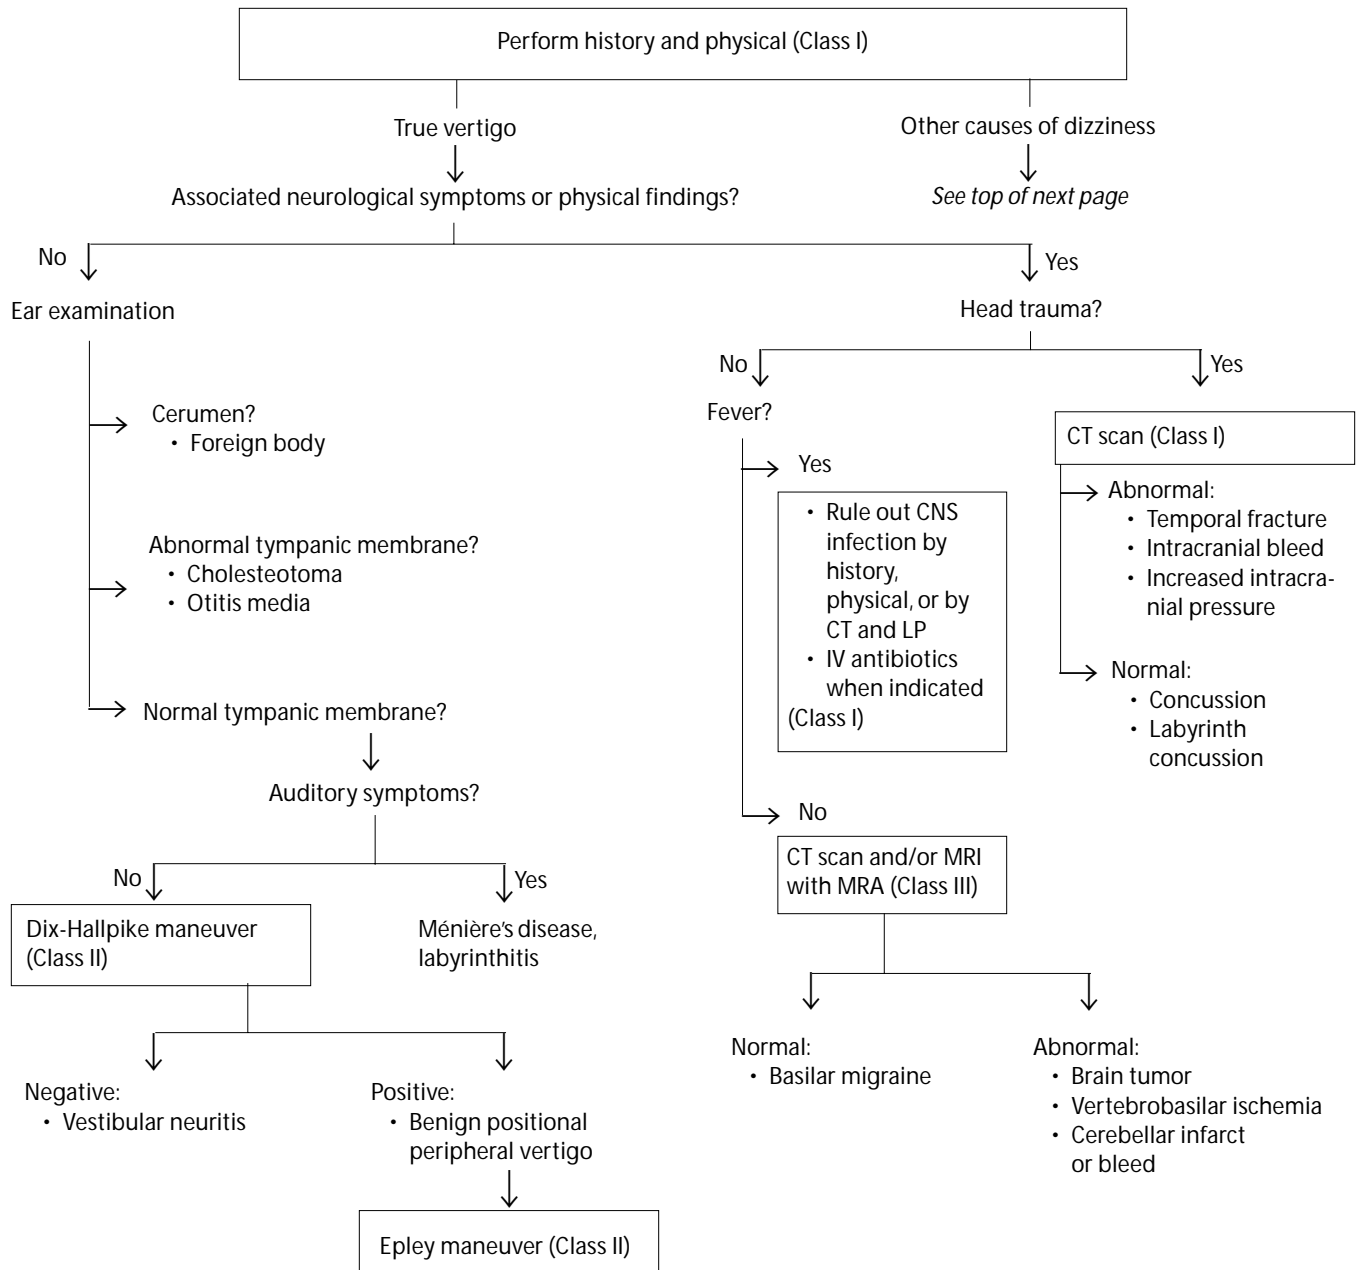 Perform history and physical (Class I)
True vertigo
Other causes of dizziness
Associated neurological symptoms or physical findings?
See top of next page
No
Yes
Ear examination
Head trauma?
No
Yes
Cerumen?
• Foreign body
Fever?
CT scan (Class I)
Yes
Abnormal:
• Temporal fracture
• Intracranial bleed
• Increased intracra-
nial pressure
• Rule out CNS
infection by
history,
physical, or by
CT and LP
• IV antibiotics
when indicated
(Class I)
Abnormal tympanic membrane?
• Cholesteotoma
• Otitis media
Normal:
• Concussion
• Labyrinth
concussion
Normal tympanic membrane?
Auditory symptoms?
No
CT scan and/or MRI
with MRA (Class III)
No
Yes
Dix-Hallpike maneuver
(Class II)
Ménière's disease,
labyrinthitis
Normal:
• Basilar migraine
Abnormal:
• Brain tumor
• Vertebrobasilar ischemia
• Cerebellar infarct
or bleed
Negative:
• Vestibular neuritis
Positive:
• Benign positional
peripheral vertigo
Epley maneuver (Class II)